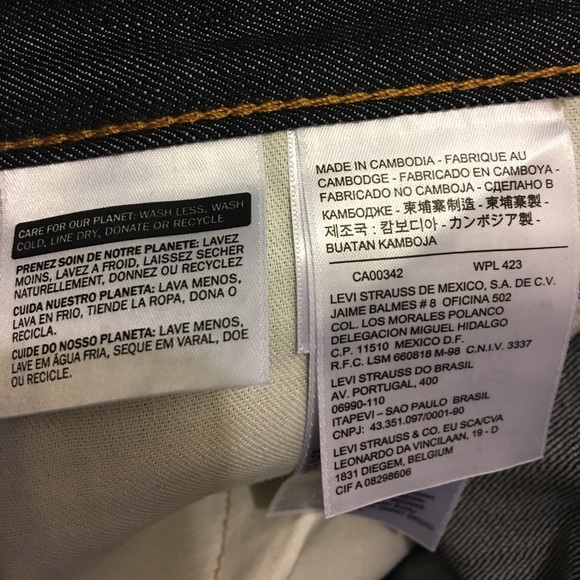 CARE FOR OUR PLANET: WASH LESS, WASH
COLD, LINE DRY, DONATE OR RECYCLE
PRENEZ SOIN DE NOTRE PLANETE: LAVEZ
MOINS, LAVEZ A FROID, LAISSEZ SECHER
NATURELLEMENT, DONNEZ OU RECYCLEZ
CUIDA NUESTRO PLANETA: LAVA MENOS,
LAVA EN FRIO, TIENDE LA ROPA, DONA O
RECICLA.
CUIDE DO NOSSO PLANETA: LAVE MENOS,
LAVE EM ÁGUA FRIA, SEQUE EM VARAL, DOE
OU RECICLE.
MADE IN CAMBODIA - FABRIQUE AU
CAMBODGE - FABRICADO EN CAMBOYA -
FABRICADO NO CAMBOJA - СДЕЛАНО В
КАМБОДЖЕ - 柬埔寨制造 - 柬埔寨製 -
제조국: 캄보디아 - カンボジア製 -
BUATAN KAMBOJA
CA00342 WPL 423
LEVI STRAUSS DE MEXICO, S.A. DE C.V.
JAIME BALMES # 8 OFICINA 502
COL. LOS MORALES POLANCO
DELEGACION MIGUEL HIDALGO
C.P. 11510 MEXICO D.F.
R.F.C. LSM 660818 M-98 C.N.I.V. 3337
LEVI STRAUSS DO BRASIL
AV. PORTUGAL, 400
06990-110
ITAPEVI – SAO PAULO BRASIL
CNPJ: 43.351.097/0001-90
LEVI STRAUSS & CO. EU SCA/CVA
LEONARDO DA VINCILAAN, 19 - D
1831 DIEGEM, BELGIUM
CIF A 08298606